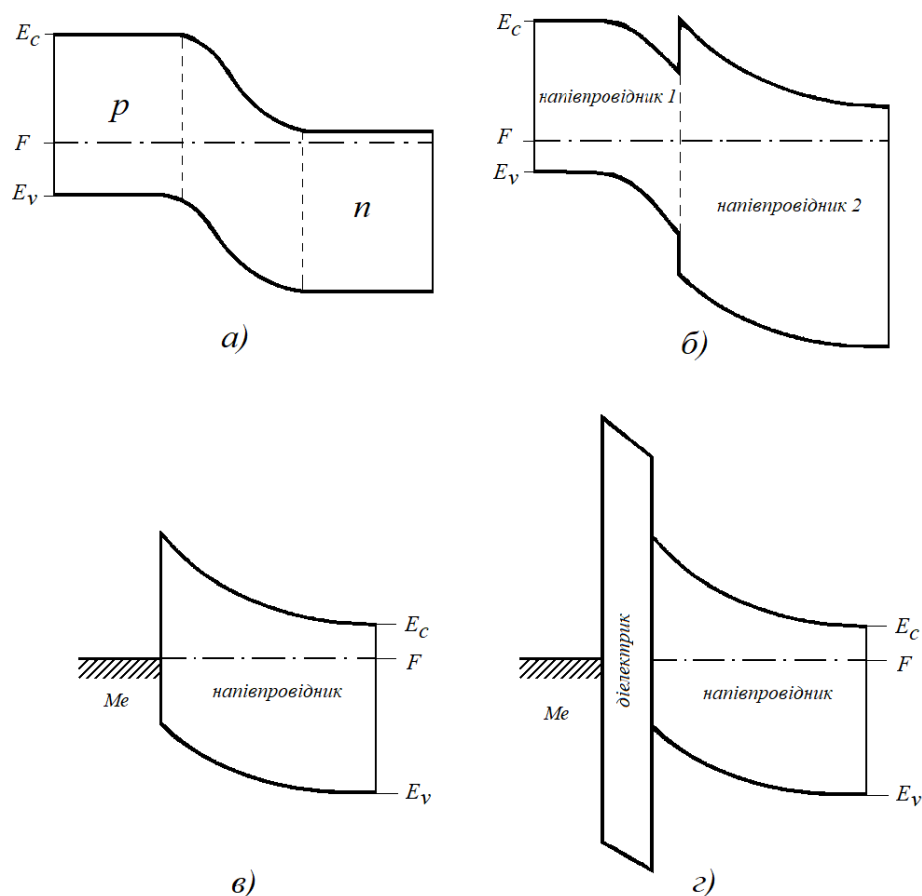 E_c
p
F
E_v
n
а)
E_c
напівпровідник 1
F
E_v
напівпровідник 2
б)
E_c
F
напівпровідник
Me
E_v
в)
E_c
F
діелектрик
напівпровідник
Me
E_v
г)